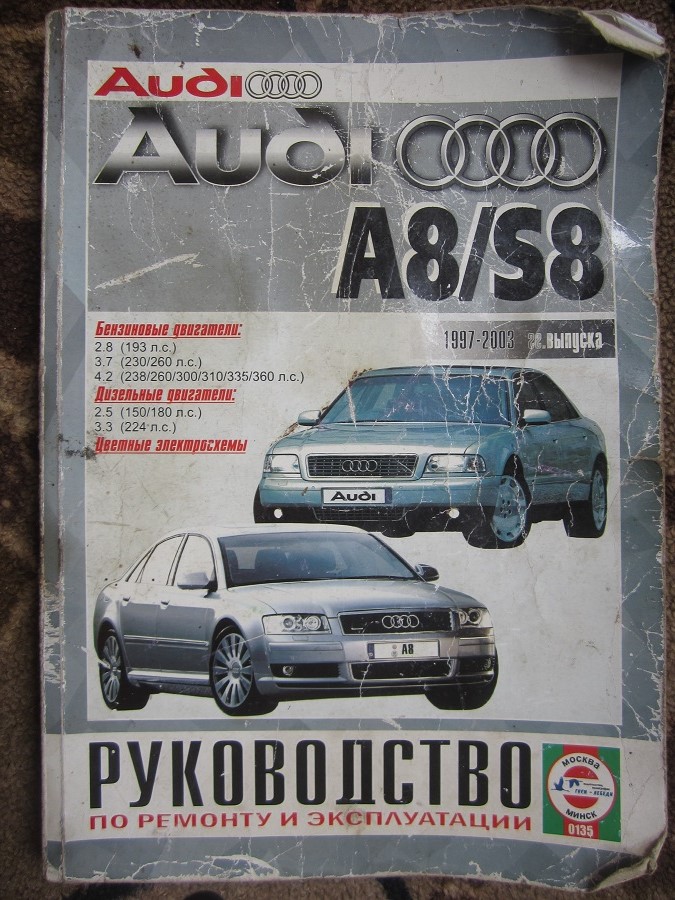 Audi
Audi
A8/S8
1997-2003 гг. выпуска
Бензиновые двигатели:
2.8 (193 л.с.)
3.7 (230/260 л.с.)
4.2 (238/260/300/310/335/360 л.с.)
Дизельные двигатели:
2.5 (150/180 л.с.)
3.3 (224 л.с.)
Цветные электросхемы
Audi
A8
РУКОВОДСТВО
ПО РЕМОНТУ И ЭКСПЛУАТАЦИИ
МОСКВА
ГУСИ - ЛЕБЕДИ
МИНСК
0135